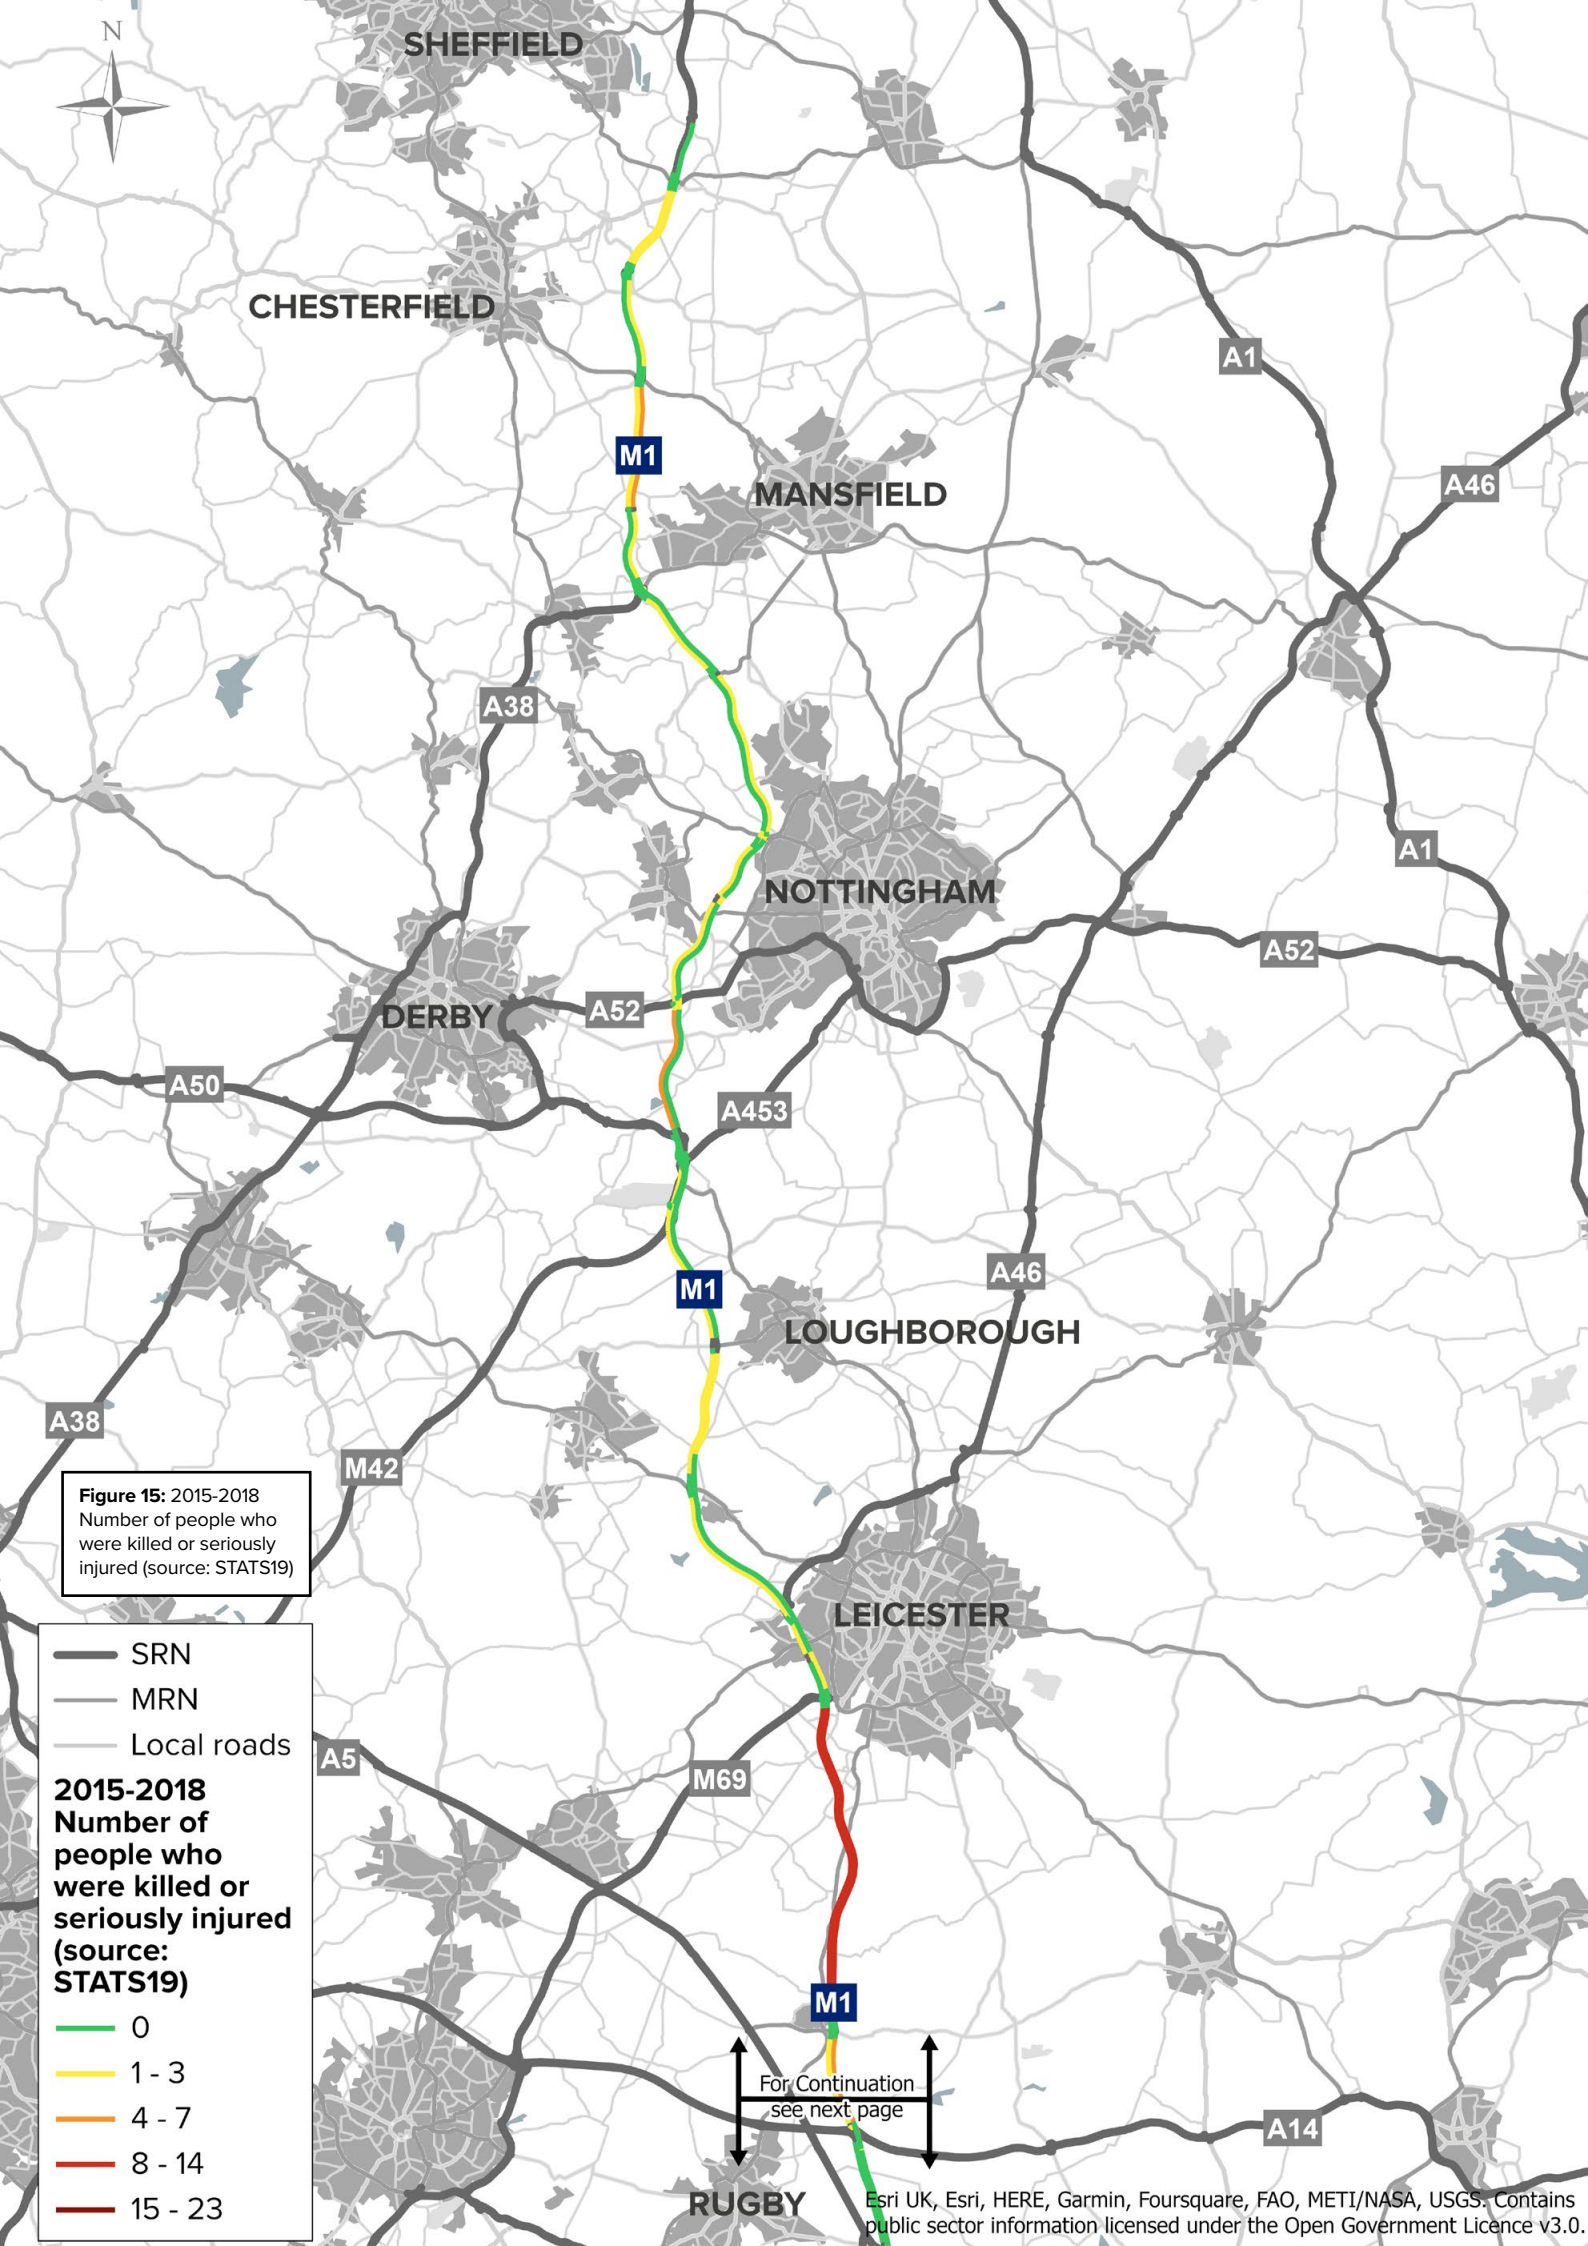 N
SHEFFIELD
CHESTERFIELD
A1
M1
MANSFIELD
A46
A38
A1
NOTTINGHAM
A52
DERBY
A52
A50
A453
M1
A46
LOUGHBOROUGH
A38
M42
Figure 15: 2015-2018
Number of people who
were killed or seriously
injured (source: STATS19)
LEICESTER
SRN
MRN
Local roads
2015-2018
Number of
people who
were killed or
seriously injured
(source:
STATS19)
0
1 - 3
4 - 7
8 - 14
15 - 23
A5
M69
M1
For Continuation
see next page
A14
RUGBY
Esri UK, Esri, HERE, Garmin, Foursquare, FAO, METI/NASA, USGS. Contains
public sector information licensed under the Open Government Licence v3.0.